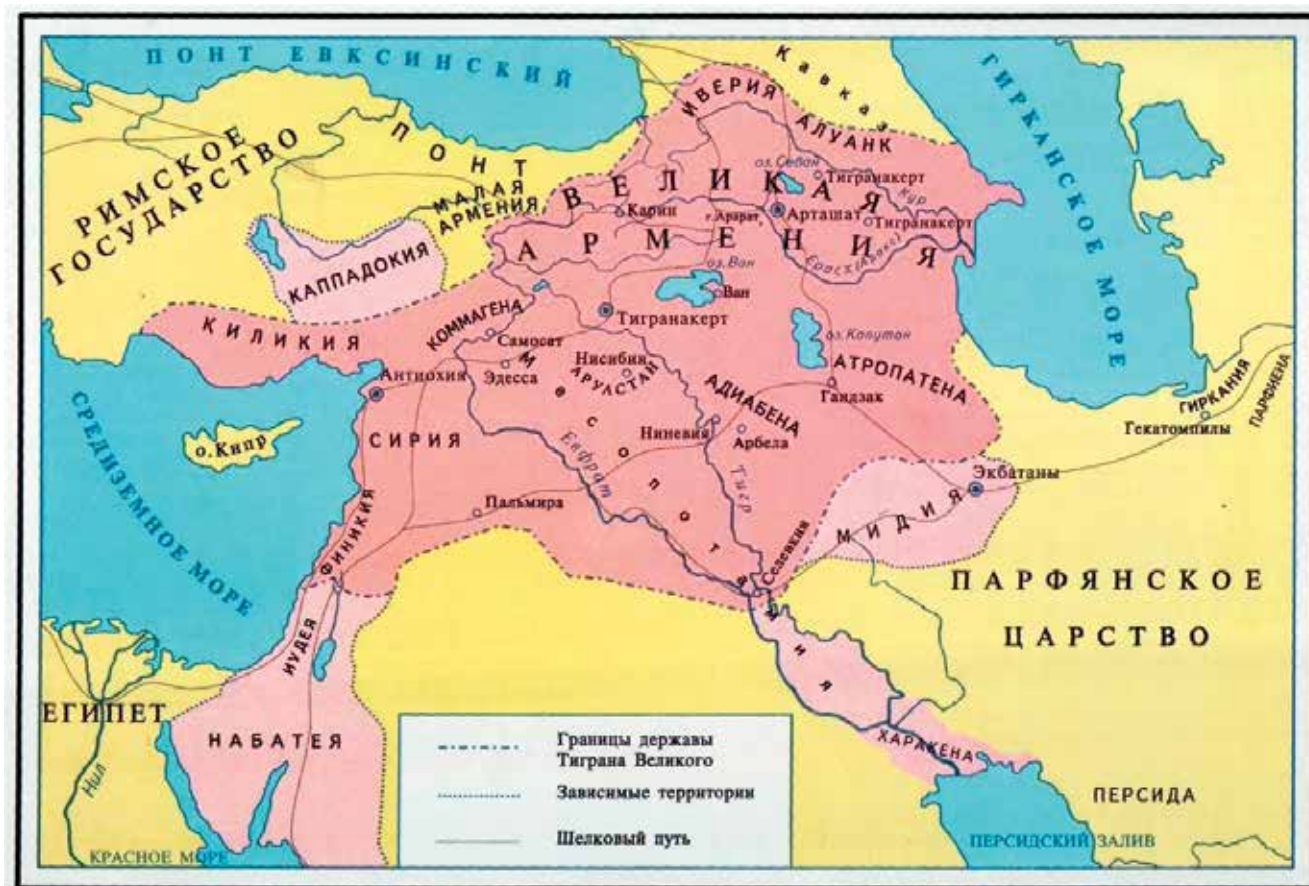 ПОНТ ЕВКСИНСКИЙ
Кавказ
ГИРКАНСКОЕ МОРЕ
РИМСКОЕ
ГОСУДАРСТВО
ПОНТ
МАЛАЯ
АРМЕНИЯ
ИВЕРИЯ
АЛУАНК
оз. Севан
Тигранакерт
Кур
ВЕЛИКАЯ
Карин
г. Арарат
Арташат
Тигранакерт
АРМЕНИЯ
Ерасх (Аракс)
КАППАДОКИЯ
оз. Ван
Ван
КИЛИКИЯ
КОММАГЕНА
Тигранакерт
Самосат
оз. Капутан
Нисибин
АРУАСТАН
Эдесса
АТРОПАТЕНА
Антиохия
АДИАБЕНА
Гандзак
ГИРКАНИЯ
ПАРФИЕНА
Гекатомпилы
СРЕДИЗЕМНОЕ МОРЕ
о. Кипр
СИРИЯ
Месопотамия
Ниневия
Арбела
Евфрат
Тигр
Экбатаны
Пальмира
МИДИЯ
ФИНИКИЯ
Селевкия
ПАРФЯНСКОЕ
ЦАРСТВО
ИУДЕЯ
ЕГИПЕТ
НАБАТЕЯ
Нил
ХАРАКЕНА
ПЕРСИДА
КРАСНОЕ МОРЕ
ПЕРСИДСКИЙ ЗАЛИВ
Границы державы
Тиграна Великого
Зависимые территории
Шелковый путь